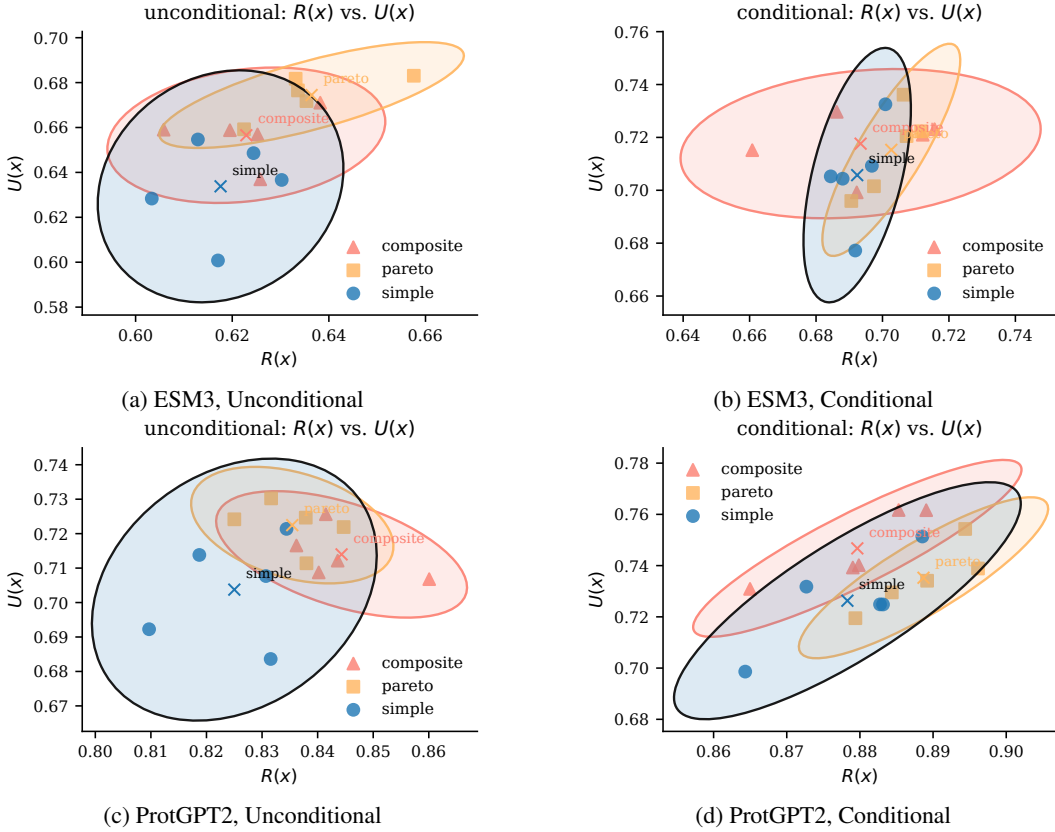 unconditional: R(x) vs. U(x)
0.70
0.68
0.66
0.64
0.62
0.60
0.58
U(x)
pareto
composite
simple
composite
pareto
simple
0.60
0.62
0.64
0.66
R(x)
(a) ESM3, Unconditional
conditional: R(x) vs. U(x)
0.76
0.74
0.72
0.70
0.68
0.66
U(x)
composite
pareto
simple
composite
pareto
simple
0.64
0.66
0.68
0.70
0.72
0.74
R(x)
(b) ESM3, Conditional
unconditional: R(x) vs. U(x)
0.74
0.73
0.72
0.71
0.70
0.69
0.68
0.67
U(x)
pareto
composite
simple
composite
pareto
simple
0.80
0.81
0.82
0.83
0.84
0.85
0.86
R(x)
(c) ProtGPT2, Unconditional
conditional: R(x) vs. U(x)
0.78
0.76
0.74
0.72
0.70
0.68
U(x)
composite
pareto
simple
composite
pareto
simple
0.86
0.87
0.88
0.89
0.90
R(x)
(d) ProtGPT2, Conditional